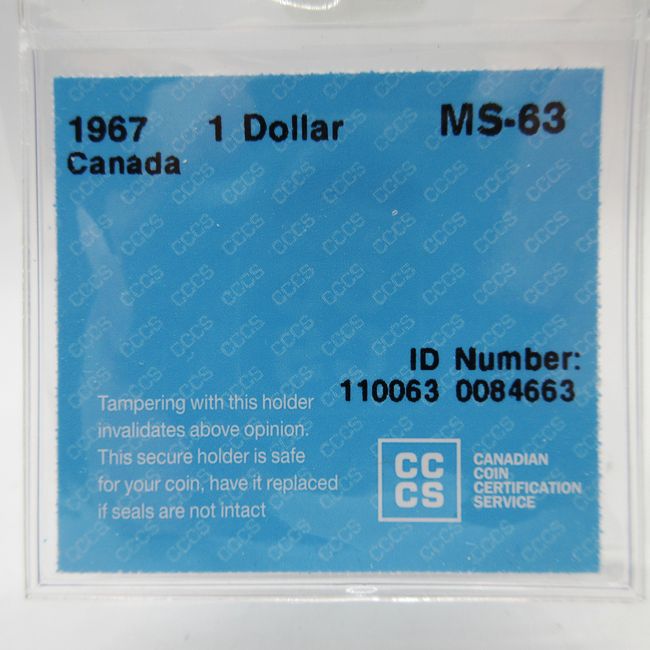 1967 1 Dollar MS-63
Canada
ID Number:
110063 0084663
Tampering with this holder
invalidates above opinion.
This secure holder is safe
for your coin, have it replaced
if seals are not intact
CC
CS
CANADIAN
COIN
CERTIFICATION
SERVICE